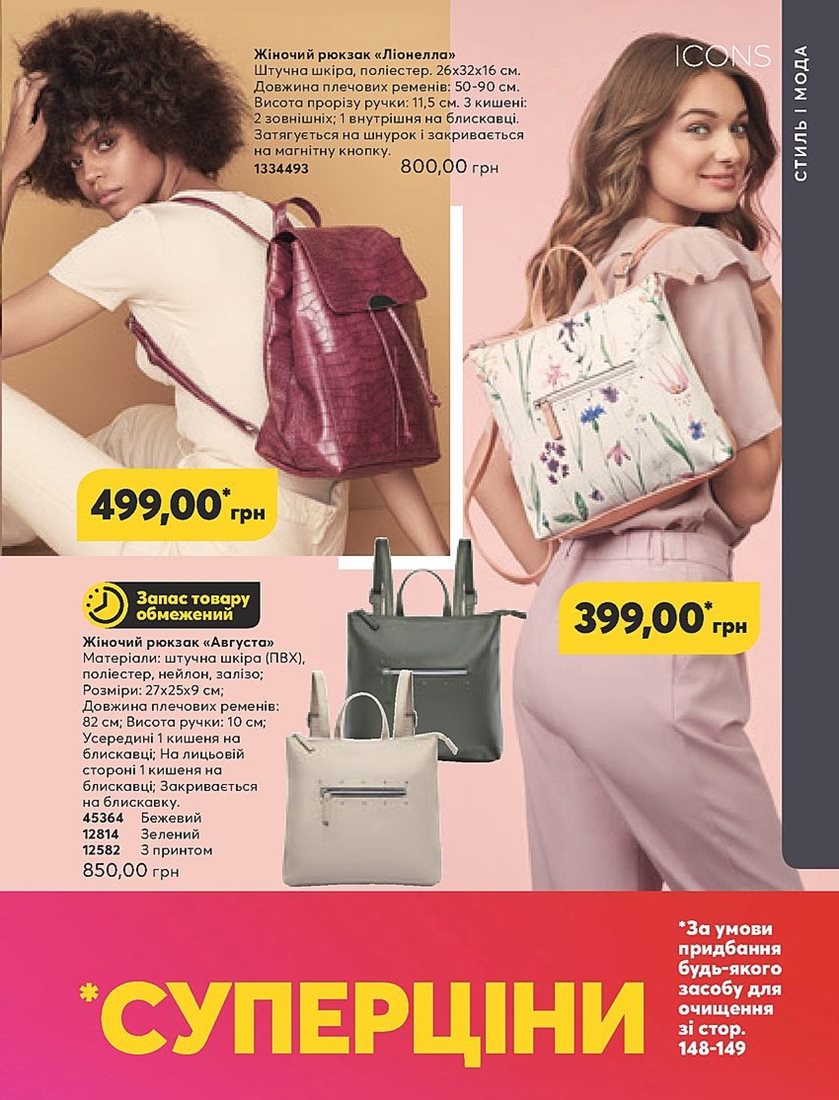 Жіночий рюкзак «Ліонелла»
Штучна шкіра, поліестер. 26х32х16 см.
Довжина плечових ременів: 50-90 см.
Висота прорізу ручки: 11,5 см. 3 кишені:
2 зовнішніх; 1 внутрішня на блискавці.
Затягується на шнурок і закривається
на магнітну кнопку.
1334493 800,00 грн
ICONS
СТИЛЬ І МОДА
499,00* грн
399,00* грн
Запас товару
обмежений
Жіночий рюкзак «Августа»
Матеріали: штучна шкіра (ПВХ),
поліестер, нейлон, залізо;
Розміри: 27х25х9 см;
Довжина плечових ременів:
82 см; Висота ручки: 10 см;
Усередині 1 кишеня на
блискавці; На лицьовій
стороні 1 кишеня на
блискавці; Закривається
на блискавку.
45364 Бежевий
12814 Зелений
12582 З принтом
850,00 грн
*СУПЕРЦІНИ
*За умови
придбання
будь-якого
засобу для
очищення
зі стор.
148-149